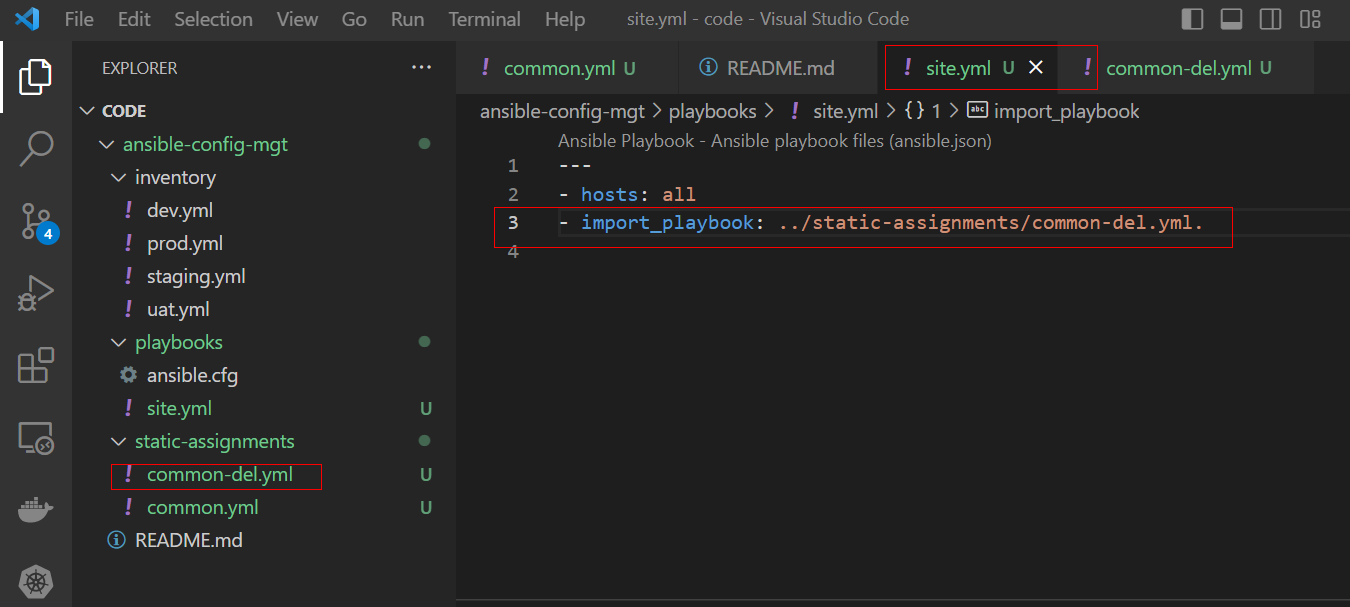 File Edit Selection View Go Run Terminal Help site.yml - code - Visual Studio Code
EXPLORER ...
! common.yml U README.md ! site.yml U ! common-del.yml U
CODE
ansible-config-mgt > playbooks > ! site.yml > {} 1 > abc import_playbook
Ansible Playbook - Ansible playbook files (ansible.json)
1 ---
2 - hosts: all
3 - import_playbook: ../static-assignments/common-del.yml.
4
ansible-config-mgt
inventory
! dev.yml
! prod.yml
! staging.yml
! uat.yml
playbooks
ansible.cfg
! site.yml U
static-assignments
! common-del.yml U
! common.yml U
README.md
4